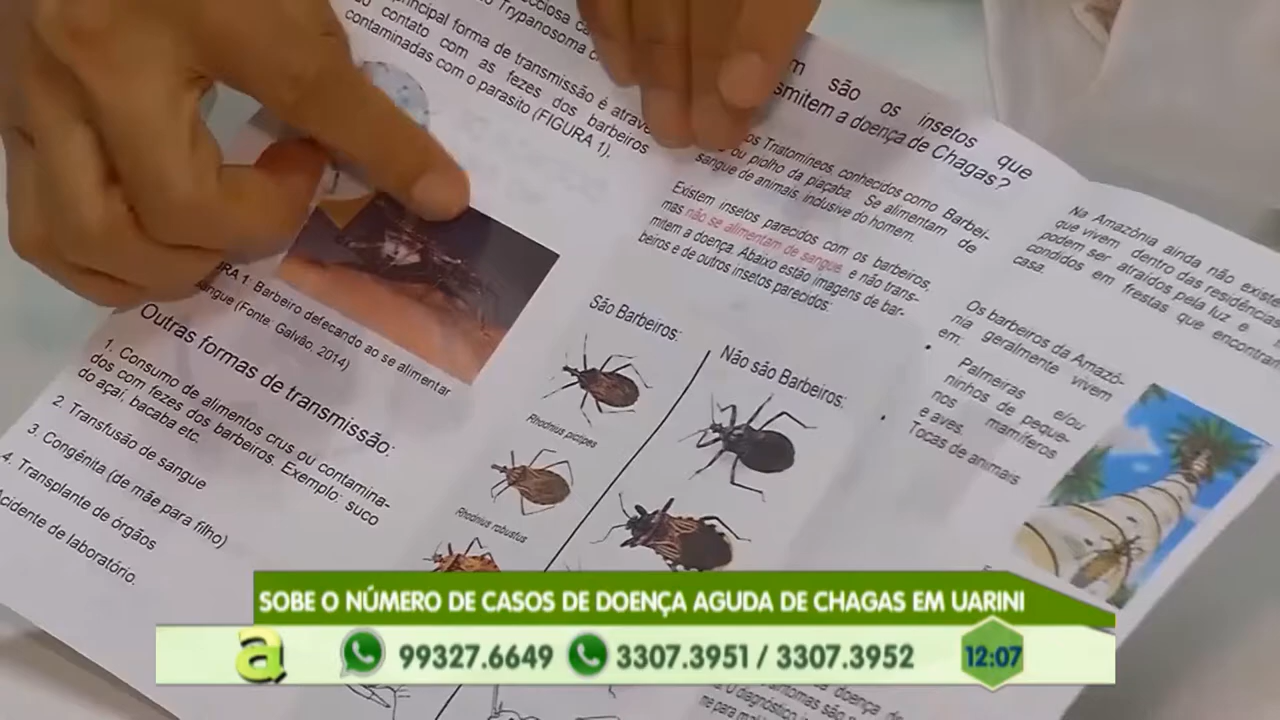 principal forma de transmissão é através
contato com as fezes dos barbeiros
contaminadas com o parasito (FIGURA 1).
1: Barbeiro defecando ao se alimentar
sangue (Fonte: Galvão, 2014)
Outras formas de transmissão:
1. Consumo de alimentos crus ou contamina-
dos com fezes dos barbeiros. Exemplo: suco
do açaí, bacaba etc.
2. Transfusão de sangue
3. Congênita (de mãe para filho)
4. Transplante de órgãos
Acidente de laboratório.
são os insetos que
a doença de Chagas?
Triatomíneos, conhecidos como Barbei-
ou piolho da piaçaba. Se alimentam de
sangue de animais, inclusive do homem.
Existem insetos parecidos com os barbeiros,
mas não se alimentam de sangue, e não trans-
mitem a doença. Abaixo estão imagens de bar-
beiros e de outros insetos parecidos:
São Barbeiros:
Não são Barbeiros:
Rhodnius pictipes
Rhodnius robustus
Na Amazônia ainda não
que vivem dentro das residências
podem ser atraídos pela luz e
condidos em frestas que
casa.
Os barbeiros da Amazô-
nia geralmente vivem
em:
Palmeiras e/ou
ninhos de peque-
nos mamíferos
e aves.
Tocas de animais
SOBE O NÚMERO DE CASOS DE DOENÇA AGUDA DE CHAGAS EM UARINI
a 99327.6649 3307.3951 / 3307.3952 12:07